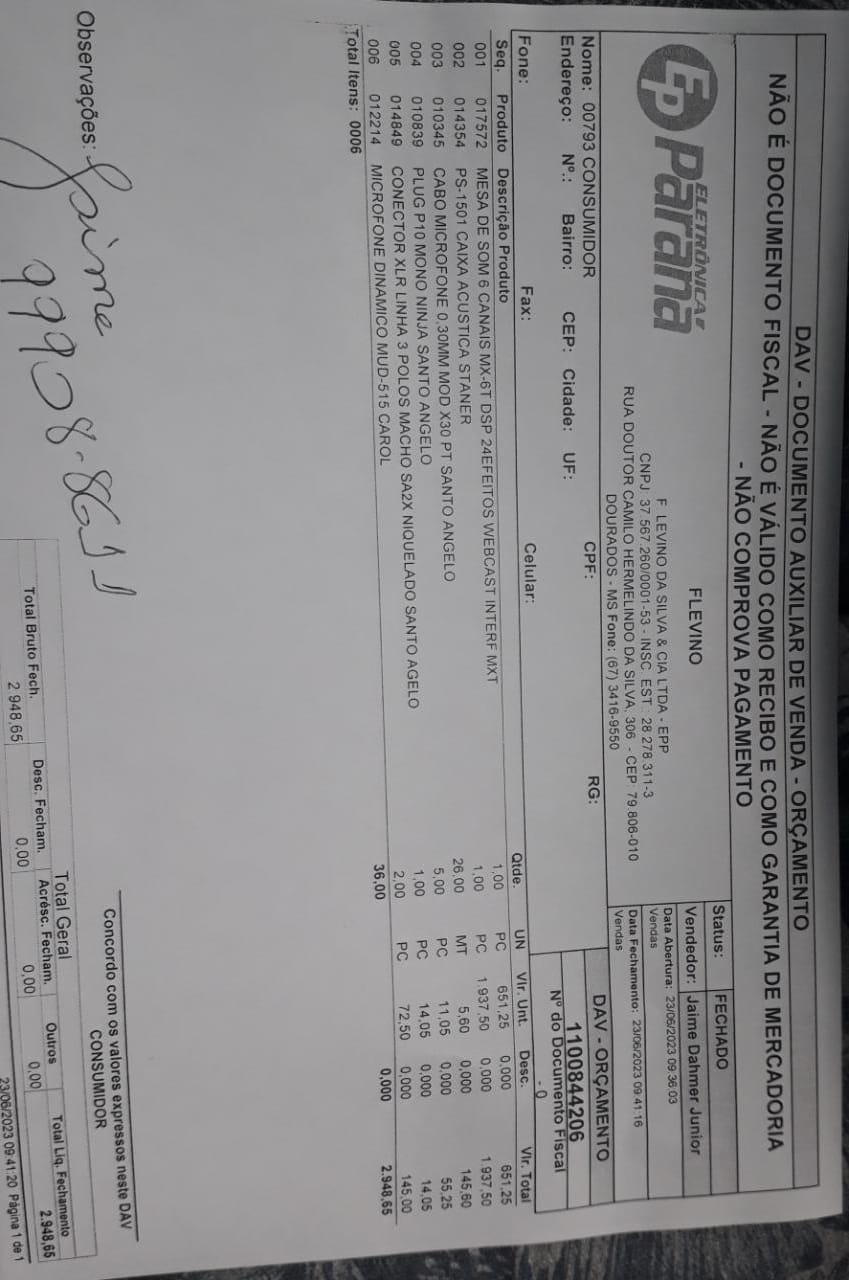 DAV - DOCUMENTO AUXILIAR DE VENDA - ORÇAMENTO
NÃO É DOCUMENTO FISCAL - NÃO É VÁLIDO COMO RECIBO E COMO GARANTIA DE MERCADORIA
- NÃO COMPROVA PAGAMENTO
EP ELETRÔNICA Paraná
FLEVINO
F. LEVINO DA SILVA & CIA LTDA - EPP
CNPJ: 37.567.260/0001-53 - INSC. EST.: 28.278.311-3
RUA DOUTOR CAMILO HERMELINDO DA SILVA, 306 - CEP: 79.806-010
DOURADOS - MS Fone: (67) 3416-9550
Status: FECHADO
Vendedor: Jaime Dahmer Junior
Data Abertura: 23/06/2023 09:36:03
Vendas
Data Fechamento: 23/06/2023 09:41:16
Vendas
Nome: 00793 CONSUMIDOR CPF: RG:
Endereço: Nº.: Bairro: CEP: Cidade: UF:
Fone: Fax: Celular:
DAV - ORÇAMENTO
1100844206
Nº do Documento Fiscal
- 0
Seq. Produto Descrição Produto Qtde. UN Vlr. Unt. Desc. Vlr. Total
001 017572 MESA DE SOM 6 CANAIS MX-6T DSP 24EFEITOS WEBCAST INTERF MXT 1,00 PC 651,25 0,000 651,25
002 014354 PS-1501 CAIXA ACUSTICA STANER 1,00 PC 1.937,50 0,000 1.937,50
003 010345 CABO MICROFONE 0,30MM MOD X30 PT SANTO ANGELO 26,00 MT 5,60 0,000 145,60
004 010839 PLUG P10 MONO NINJA SANTO ANGELO 5,00 PC 11,05 0,000 55,25
005 014849 CONECTOR XLR LINHA 3 POLOS MACHO SA2X NIQUELADO SANTO AGELO 1,00 PC 14,05 0,000 14,05
006 012214 MICROFONE DINAMICO MUD-515 CAROL 2,00 PC 72,50 0,000 145,00
Total Itens: 0006 36,00 0,000 2.948,65
Observações: Jaime
99908-8611
Concordo com os valores expressos neste DAV
CONSUMIDOR
Total Geral
Total Bruto Fech. Desc. Fecham. Acrésc. Fecham. Outros Total Liq. Fechamento
2.948,65 0,00 0,00 0,00 2.948,65
23/06/2023 09:41:20 Página 1 de 1